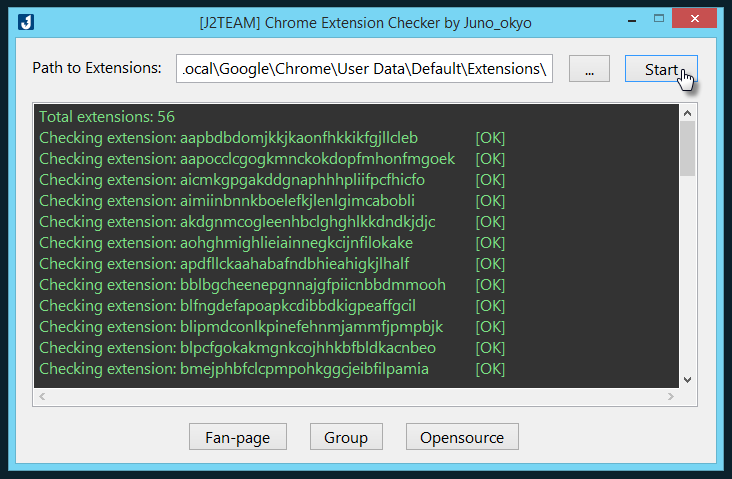 [J2TEAM] Chrome Extension Checker by Juno_okyo
Path to Extensions: .ocal\Google\Chrome\User Data\Default\Extensions\ ... Start
Total extensions: 56
Checking extension: aapbdbdomjkkjkaonfhkkikfgjllcleb [OK]
Checking extension: aapocclcgogkmnckokdopfmhonfmgoek [OK]
Checking extension: aicmkgpgakddgnaphhhpliifpcfhicfo [OK]
Checking extension: aimiinbnnkboelefkjlenlgimcabobli [OK]
Checking extension: akdgnmcogleenhbclghghlkkdndkjdjc [OK]
Checking extension: aohghmighlieiainnegkcijnfilokake [OK]
Checking extension: apdfllckaahabafndbhieahigkjlhalf [OK]
Checking extension: bblbgcheenepgnnajgfpiicnbbdmmooh [OK]
Checking extension: blfngdefapoapkcdibbdkigpeaffgcil [OK]
Checking extension: blipmdconlkpinefehnmjammfjpmpbjk [OK]
Checking extension: blpcfgokakmgnkcojhhkbfbldkacnbeo [OK]
Checking extension: bmejphbfclcpmpohkggcjeibfilpamia [OK]
Fan-page Group Opensource